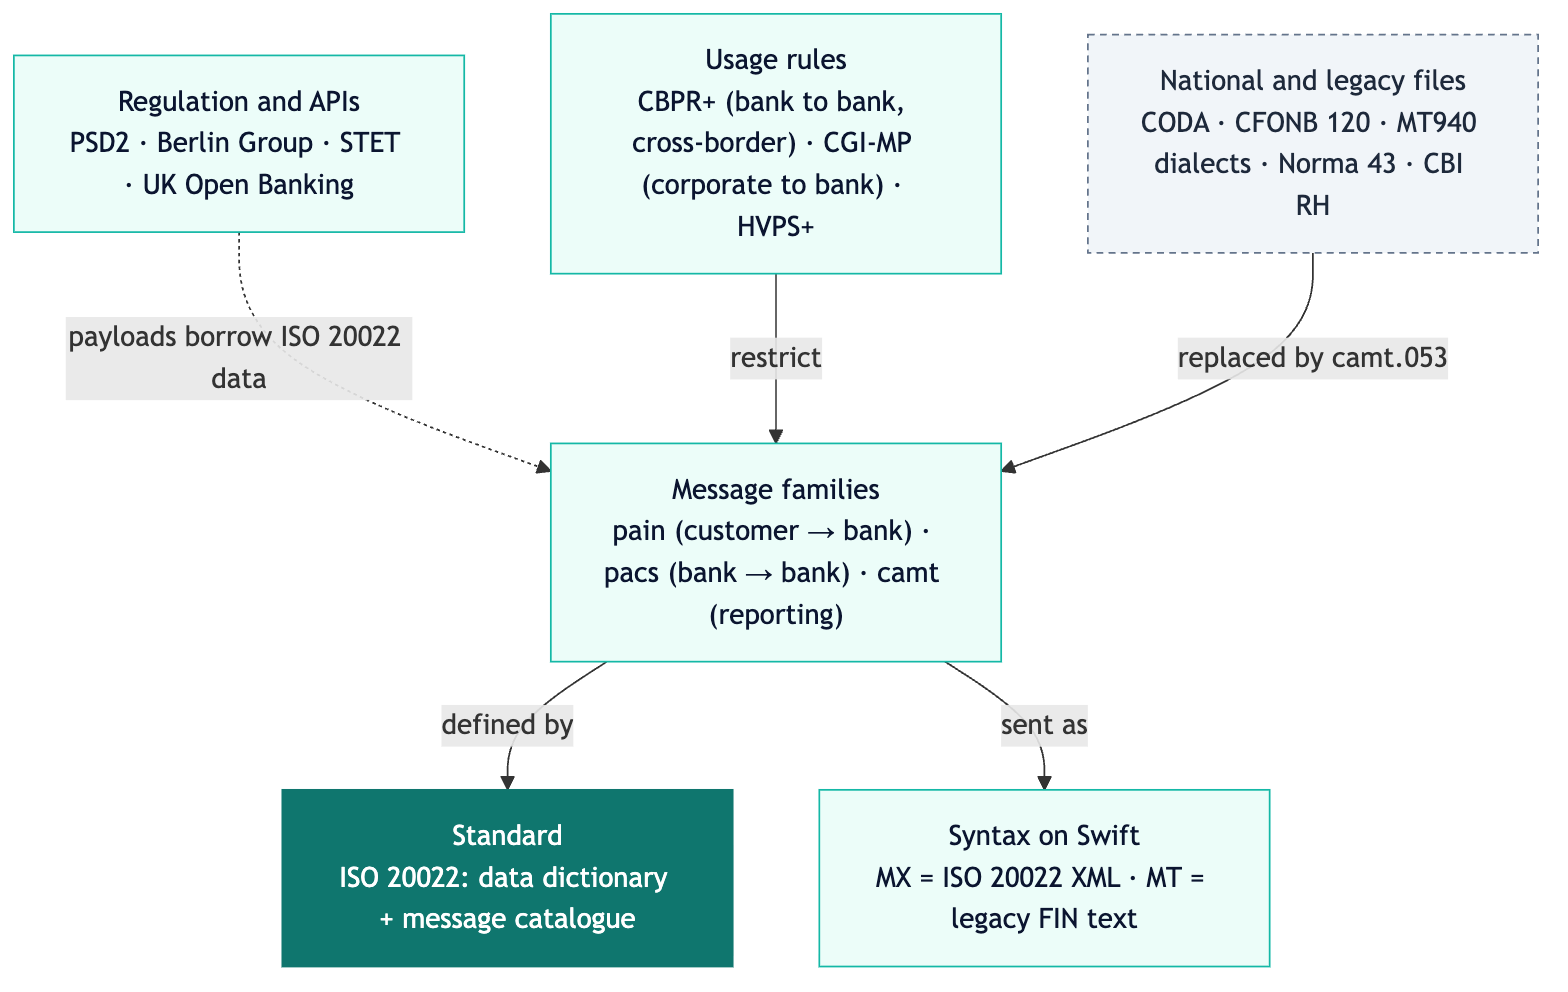 Regulation and APIs
PSD2 · Berlin Group · STET
· UK Open Banking
Usage rules
CBPR+ (bank to bank,
cross-border) · CGI-MP
(corporate to bank) ·
HVPS+
National and legacy files
CODA · CFONB 120 · MT940
dialects · Norma 43 · CBI
RH
payloads borrow ISO 20022
data
restrict
replaced by camt.053
Message families
pain (customer → bank) ·
pacs (bank → bank) · camt
(reporting)
defined by
sent as
Standard
ISO 20022: data dictionary
+ message catalogue
Syntax on Swift
MX = ISO 20022 XML · MT =
legacy FIN text